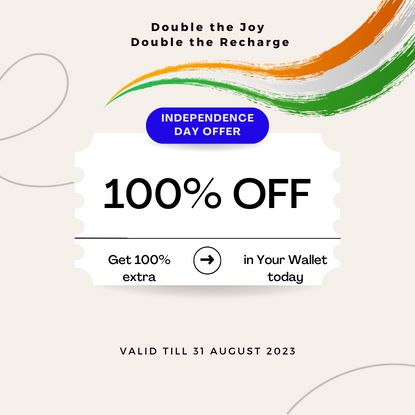 Double the Joy
Double the Recharge
INDEPENDENCE
DAY OFFER
100% OFF
Get 100%
extra
in Your Wallet
today
VALID TILL 31 AUGUST 2023